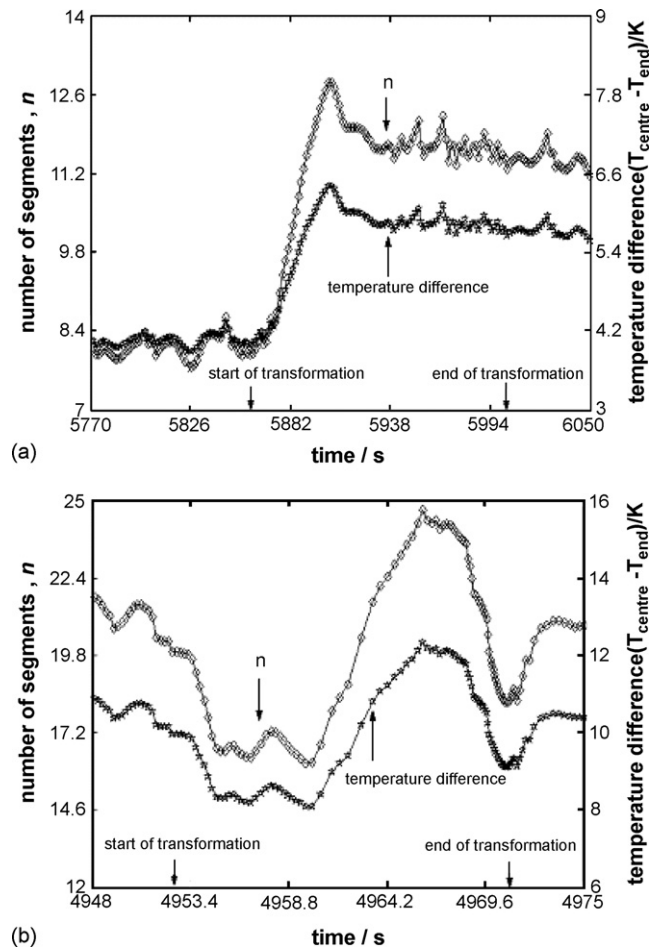 14
12.6
11.2
9.8
8.4
7
number of segments , n
9
7.8
6.6
5.4
4.2
3
temperature difference(Tcentre -Tend)/K
n
temperature difference
start of transformation
end of transformation
5770 5826 5882 5938 5994 6050
(a)
time / s
25
22.4
19.8
17.2
14.6
12
number of segments , n
16
14
12
10
8
6
temperature difference(Tcentre -Tend)/K
n
temperature difference
start of transformation
end of transformation
4948 4953.4 4958.8 4964.2 4969.6 4975
(b)
time / s